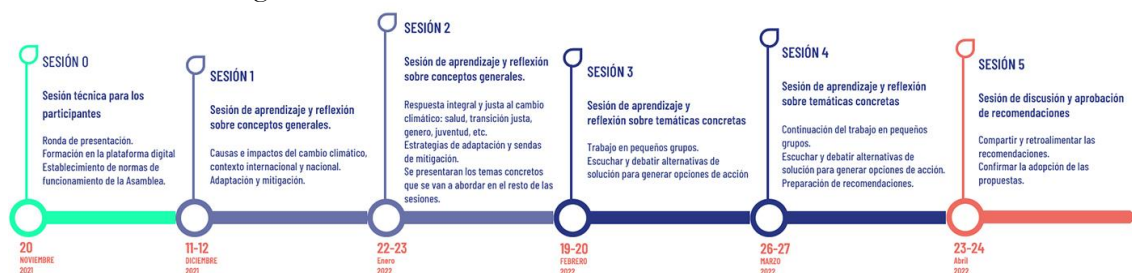 SESIÓN 0
Sesión técnica para los
participantes
Ronda de presentación.
Formación en la plataforma digital
Establecimiento de normas de
funcionamiento de la Asamblea.
20
NOVIEMBRE
2021
SESIÓN 1
Sesión de aprendizaje y reflexión
sobre conceptos generales.
Causas e impactos del cambio climático,
contexto internacional y nacional.
Adaptación y mitigación.
11-12
DICIEMBRE
2021
SESIÓN 2
Sesión de aprendizaje y reflexión
sobre conceptos generales.
Respuesta integral y justa al cambio
climático: salud, transición justa,
genero, juventud, etc.
Estrategias de adaptación y sendas
de mitigación.
Se presentaran los temas concretos
que se van a abordar en el resto de las
sesiones.
22-23
Enero
2022
SESIÓN 3
Sesión de aprendizaje y
reflexión sobre temáticas concretas
Trabajo en pequeños grupos.
Escuchar y debatir alternativas de
solución para generar opciones de acción
19-20
FEBRERO
2022
SESIÓN 4
Sesión de aprendizaje y reflexión
sobre temáticas concretas
Continuación del trabajo en pequeños
grupos.
Escuchar y debatir alternativas de
solución para generar opciones de acción.
Preparación de recomendaciones.
26-27
MARZO
2022
SESIÓN 5
Sesión de discusión y aprobación
de recomendaciones
Compartir y retroalimentar las
recomendaciones.
Confirmar la adopción de las
propuestas.
23-24
Abril
2022